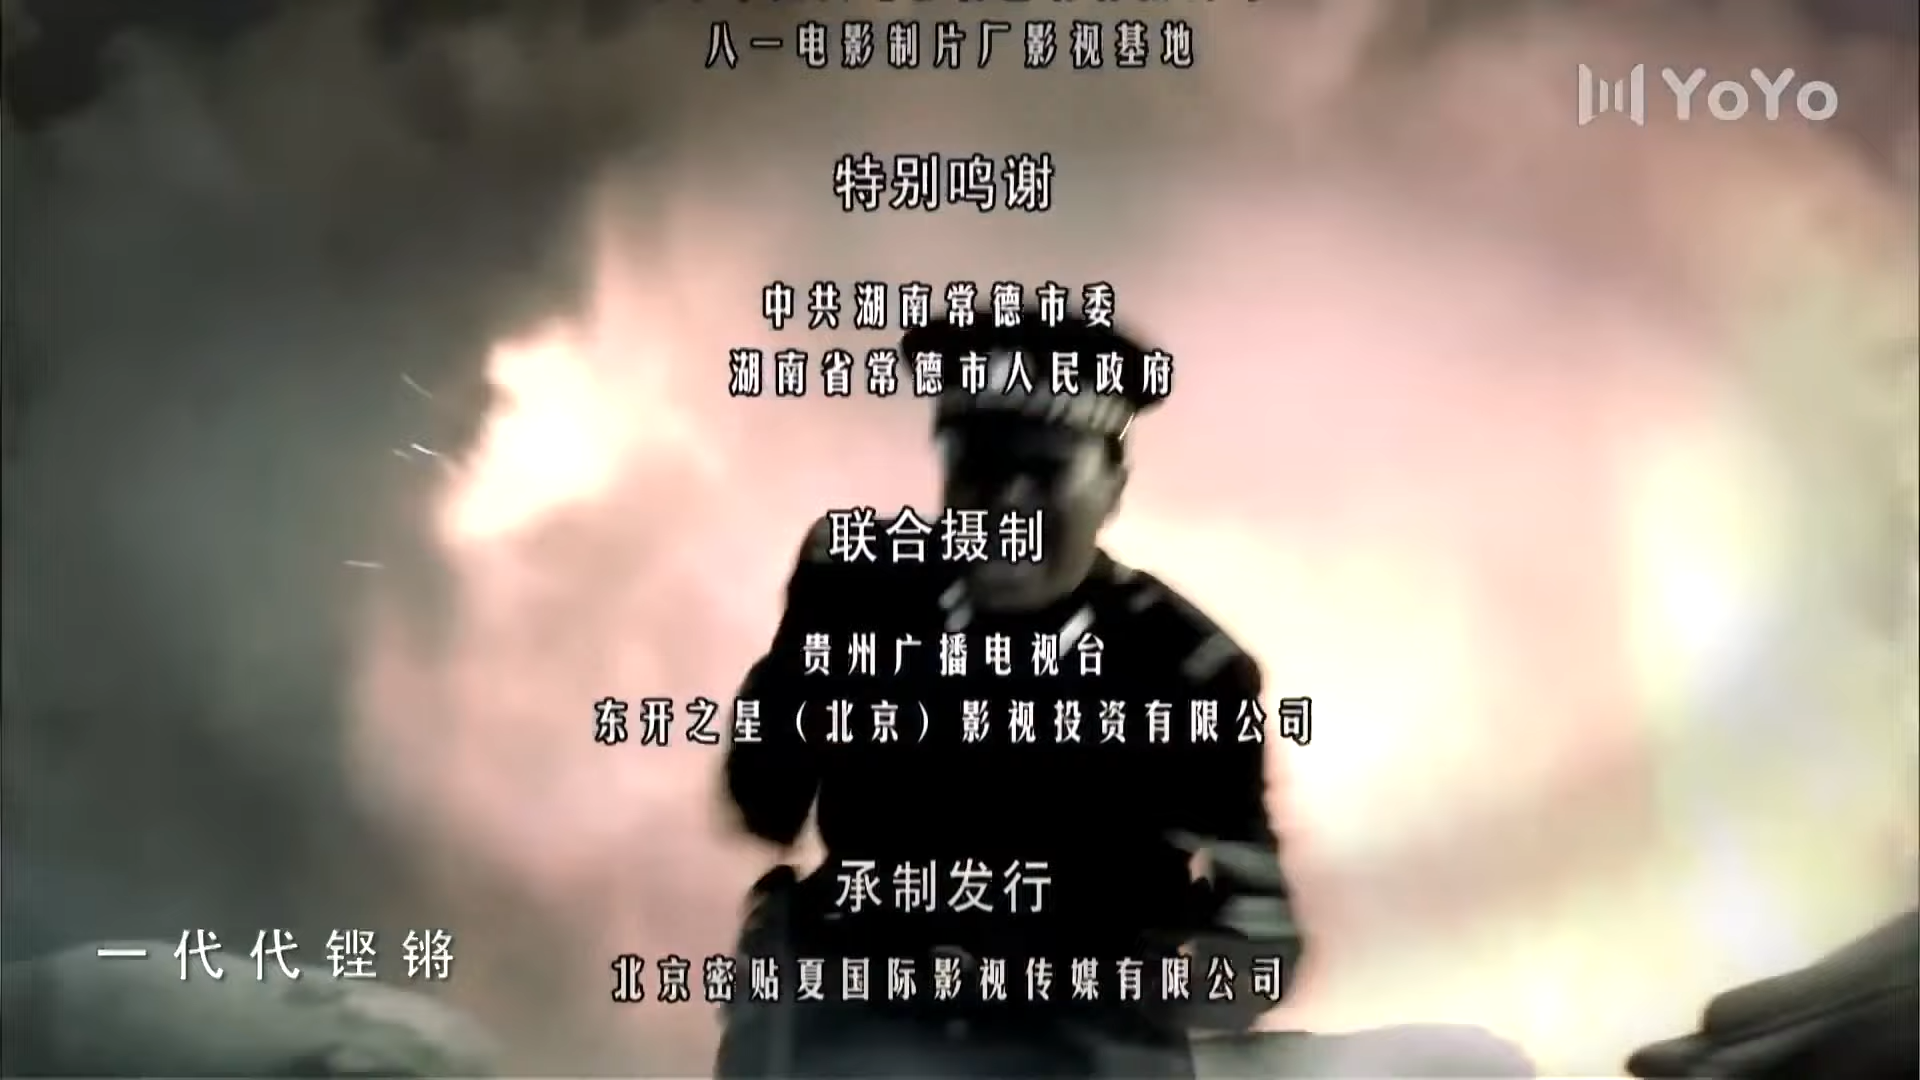 八一电影制片厂影视基地
YoYo
特别鸣谢
中共湖南常德市委
湖南省常德市人民政府
联合摄制
贵州广播电视台
东开之星（北京）影视投资有限公司
承制发行
一代代铿锵
北京密贴夏国际影视传媒有限公司